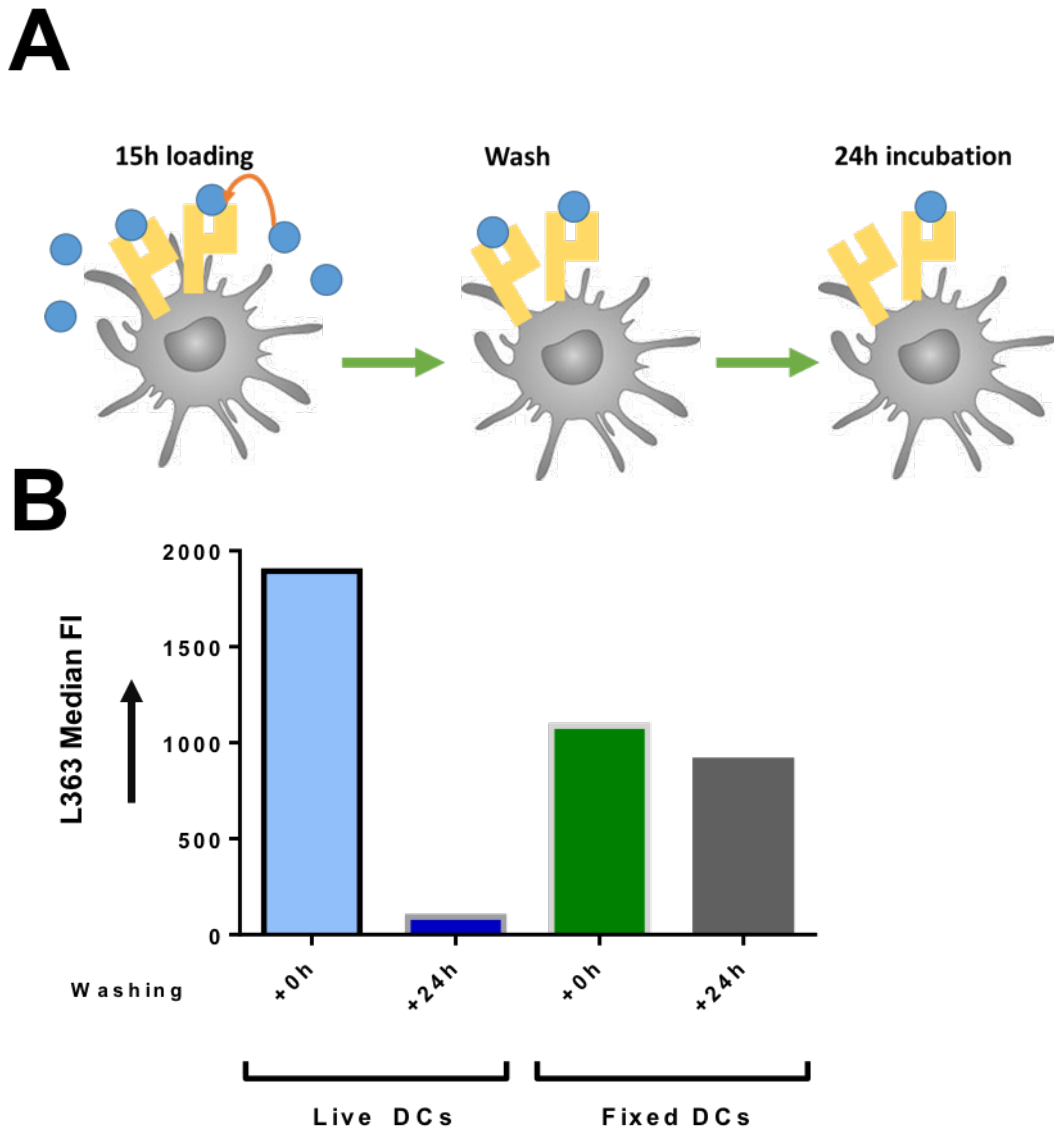 A
15h loading
Wash
24h incubation
B
L363 Median FI
2000
1500
1000
500
0
Washing
+0h
+24h
+0h
+24h
Live DCs
Fixed DCs